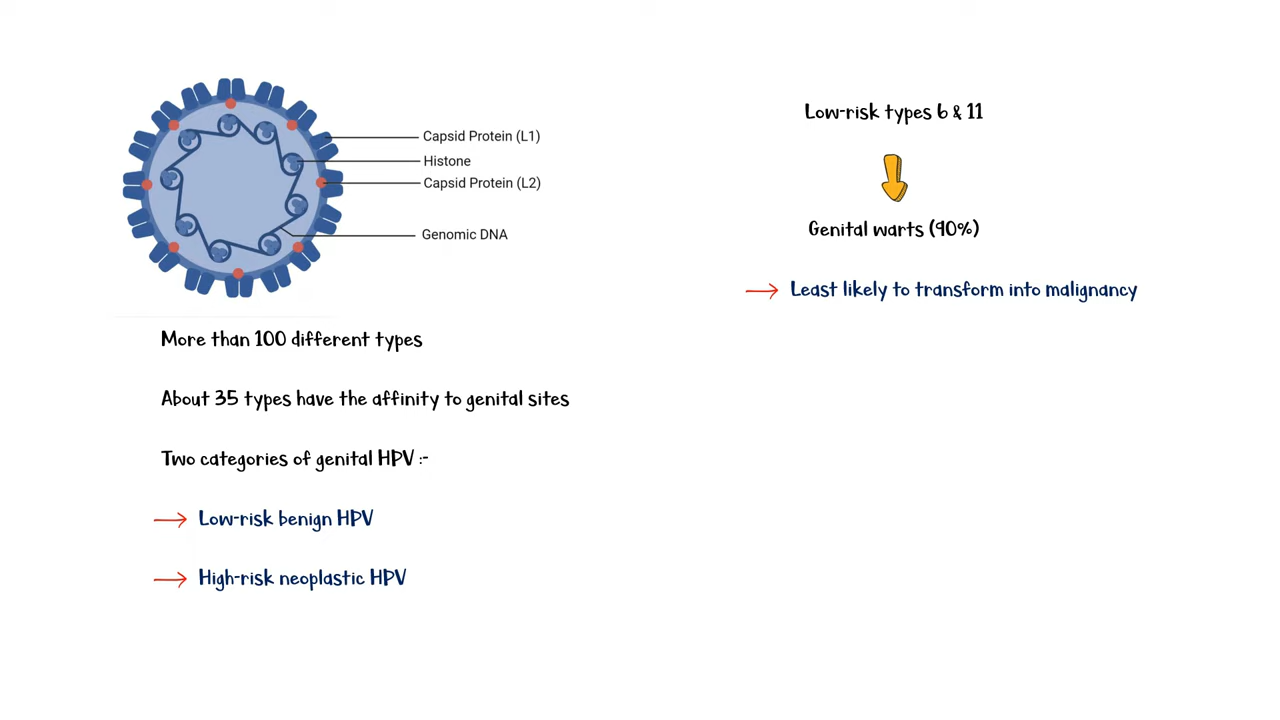 Capsid Protein (L1)
Histone
Capsid Protein (L2)
Genomic DNA
More than 100 different types
About 35 types have the affinity to genital sites
Two categories of genital HPV :-
Low-risk benign HPV
High-risk neoplastic HPV
Low-risk types 6 & 11
Genital warts (90%)
Least likely to transform into malignancy